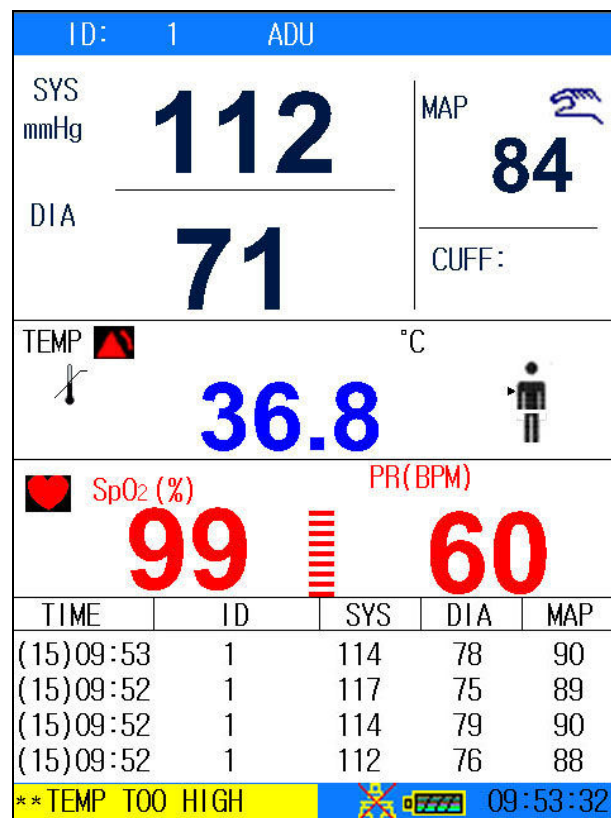 ID: 1 ADU
SYS
mmHg
112
MAP
84
DIA
71
CUFF:
TEMP °C
36.8
SpO₂ (%) PR(BPM)
99 60
TIME ID SYS DIA MAP
(15)09:53 1 114 78 90
(15)09:52 1 117 75 89
(15)09:52 1 114 79 90
(15)09:52 1 112 76 88
**TEMP TOO HIGH 09:53:32